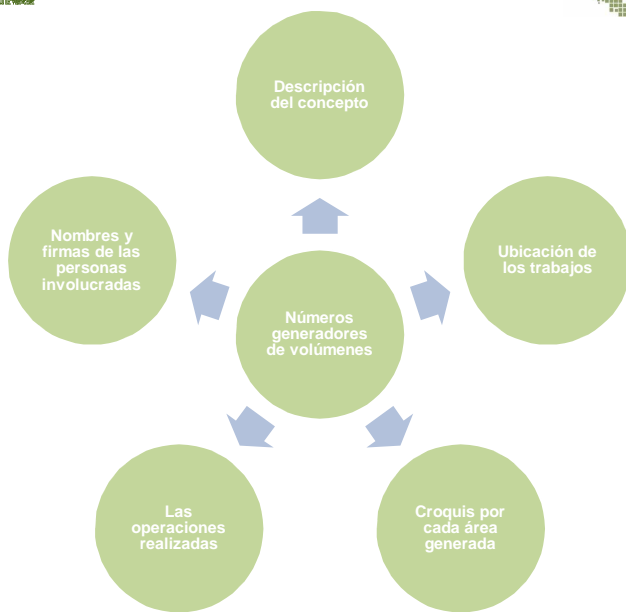 Descripción
del concepto
Nombres y
firmas de las
personas
involucradas
Ubicación de
los trabajos
Números
generadores
de volúmenes
Las
operaciones
realizadas
Croquis por
cada área
generada